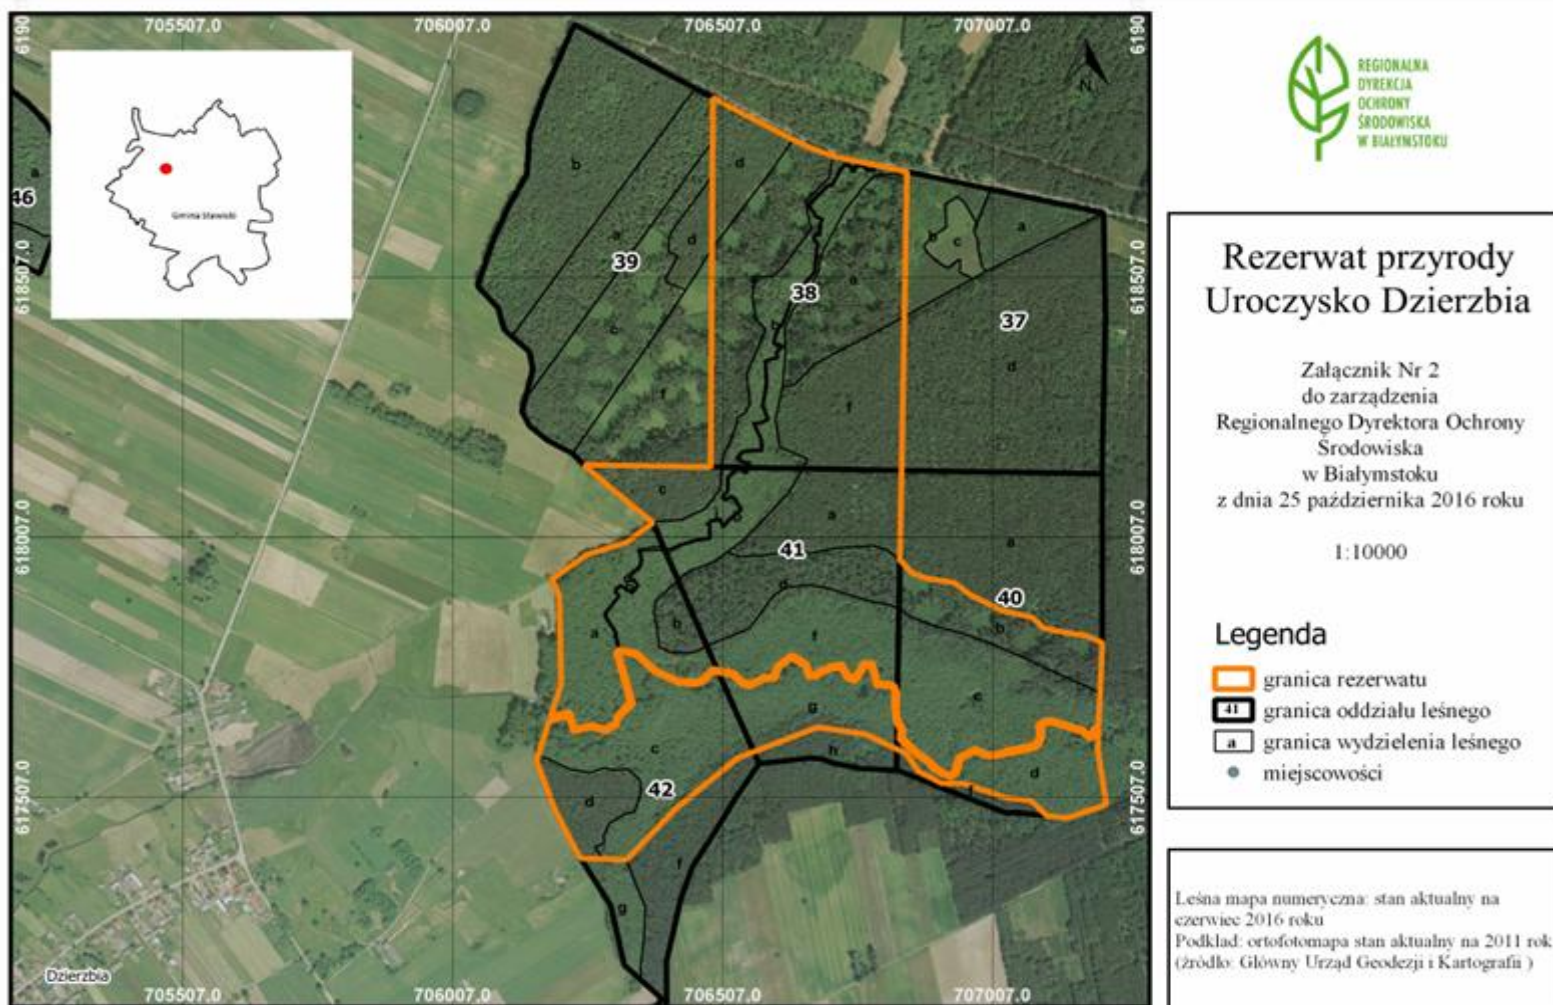 705507.0
706007.0
706507.0
707007.0
6190
6190
618507.0
618507.0
618007.0
618007.0
617507.0
617507.0
Gmina Stawiski
46
a
b
a
d
39
c
f
d
38
e
b
f
b
c
a
37
d
c
a
41
d
b
f
g
h
a
40
b
c
d
f
a
c
d
42
f
g
Dzierzbia
705507.0
706007.0
706507.0
707007.0
N
REGIONALNA
DYREKCJA
OCHRONY
ŚRODOWISKA
W BIAŁYMSTOKU
Rezerwat przyrody
Uroczysko Dzierzbia
Załącznik Nr 2
do zarządzenia
Regionalnego Dyrektora Ochrony
Środowiska
w Białymstoku
z dnia 25 października 2016 roku
1:10000
Legenda
granica rezerwatu
41 granica oddziału leśnego
a granica wydzielenia leśnego
miejscowości
Leśna mapa numeryczna: stan aktualny na
czerwiec 2016 roku
Podkład: ortofotomapa stan aktualny na 2011 rok
(źródło: Główny Urząd Geodezji i Kartografii )